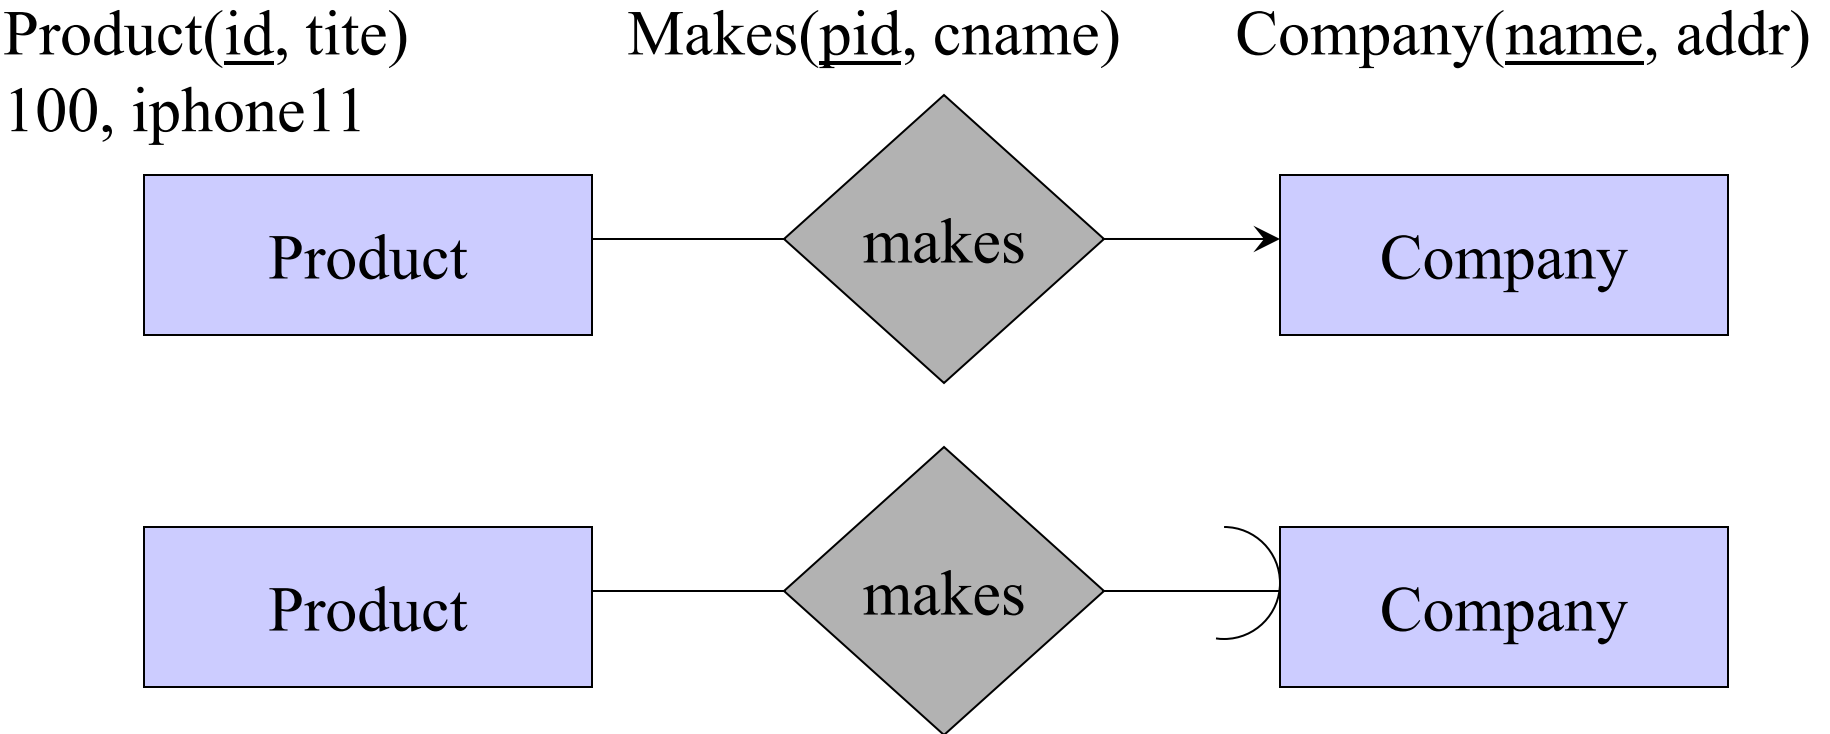 Product(id, tite) Makes(pid, cname) Company(name, addr)
100, iphone11
Product makes Company
Product makes Company